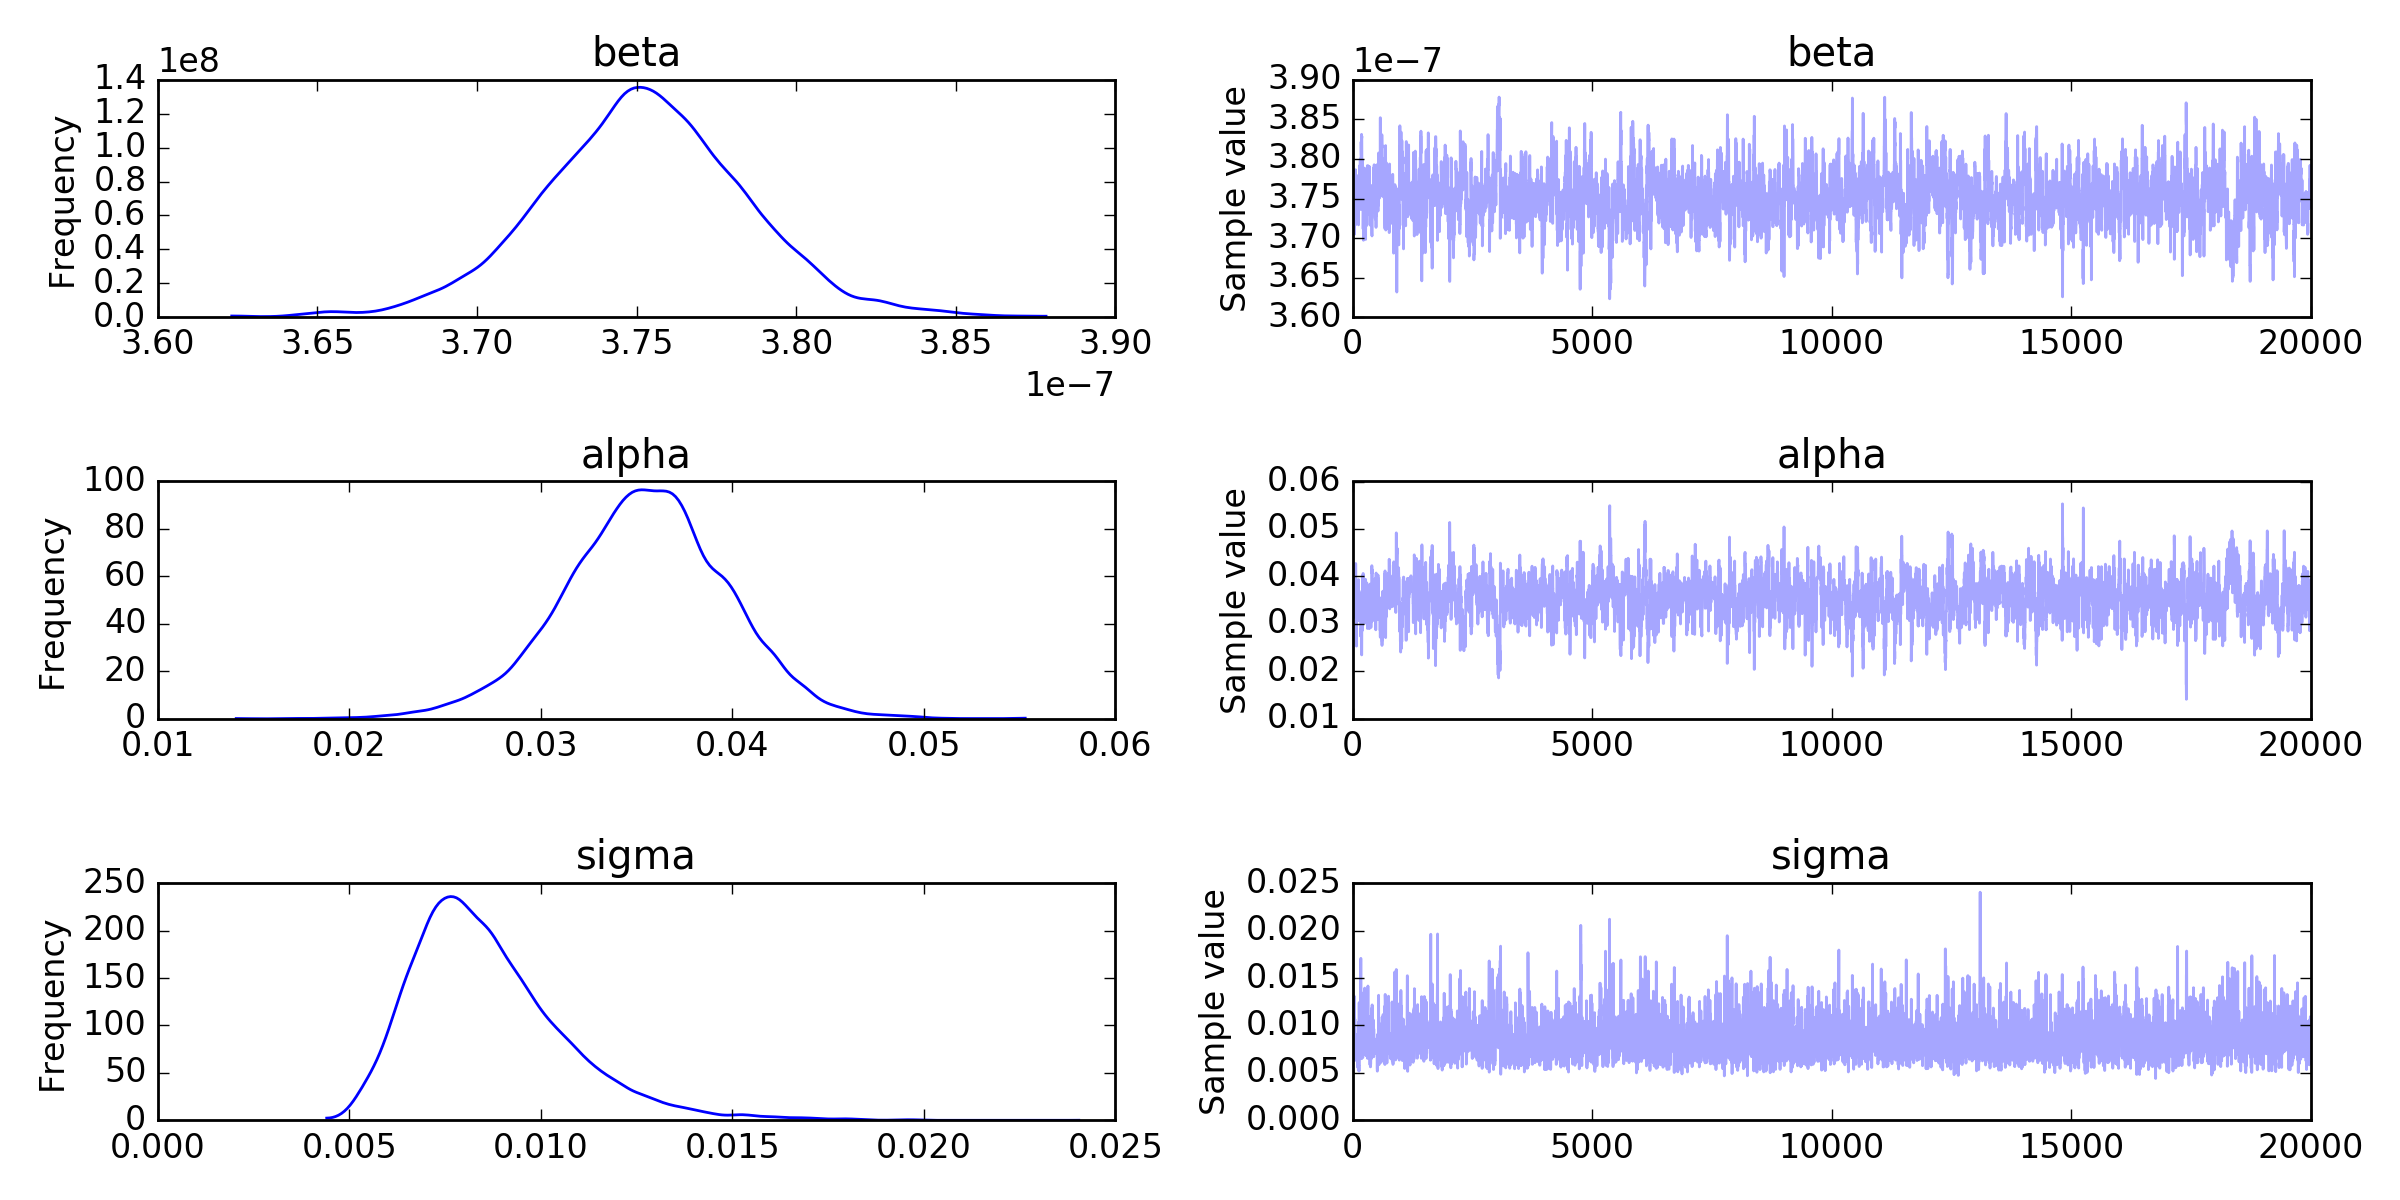 beta
1e8
Frequency
1.4
1.2
1.0
0.8
0.6
0.4
0.2
0.0
3.60 3.65 3.70 3.75 3.80 3.85 3.90
1e−7
beta
1e−7
Sample value
3.90
3.85
3.80
3.75
3.70
3.65
3.60
0 5000 10000 15000 20000
alpha
Frequency
100
80
60
40
20
0
0.01 0.02 0.03 0.04 0.05 0.06
alpha
Sample value
0.06
0.05
0.04
0.03
0.02
0.01
0 5000 10000 15000 20000
sigma
Frequency
250
200
150
100
50
0
0.000 0.005 0.010 0.015 0.020 0.025
sigma
Sample value
0.025
0.020
0.015
0.010
0.005
0.000
0 5000 10000 15000 20000